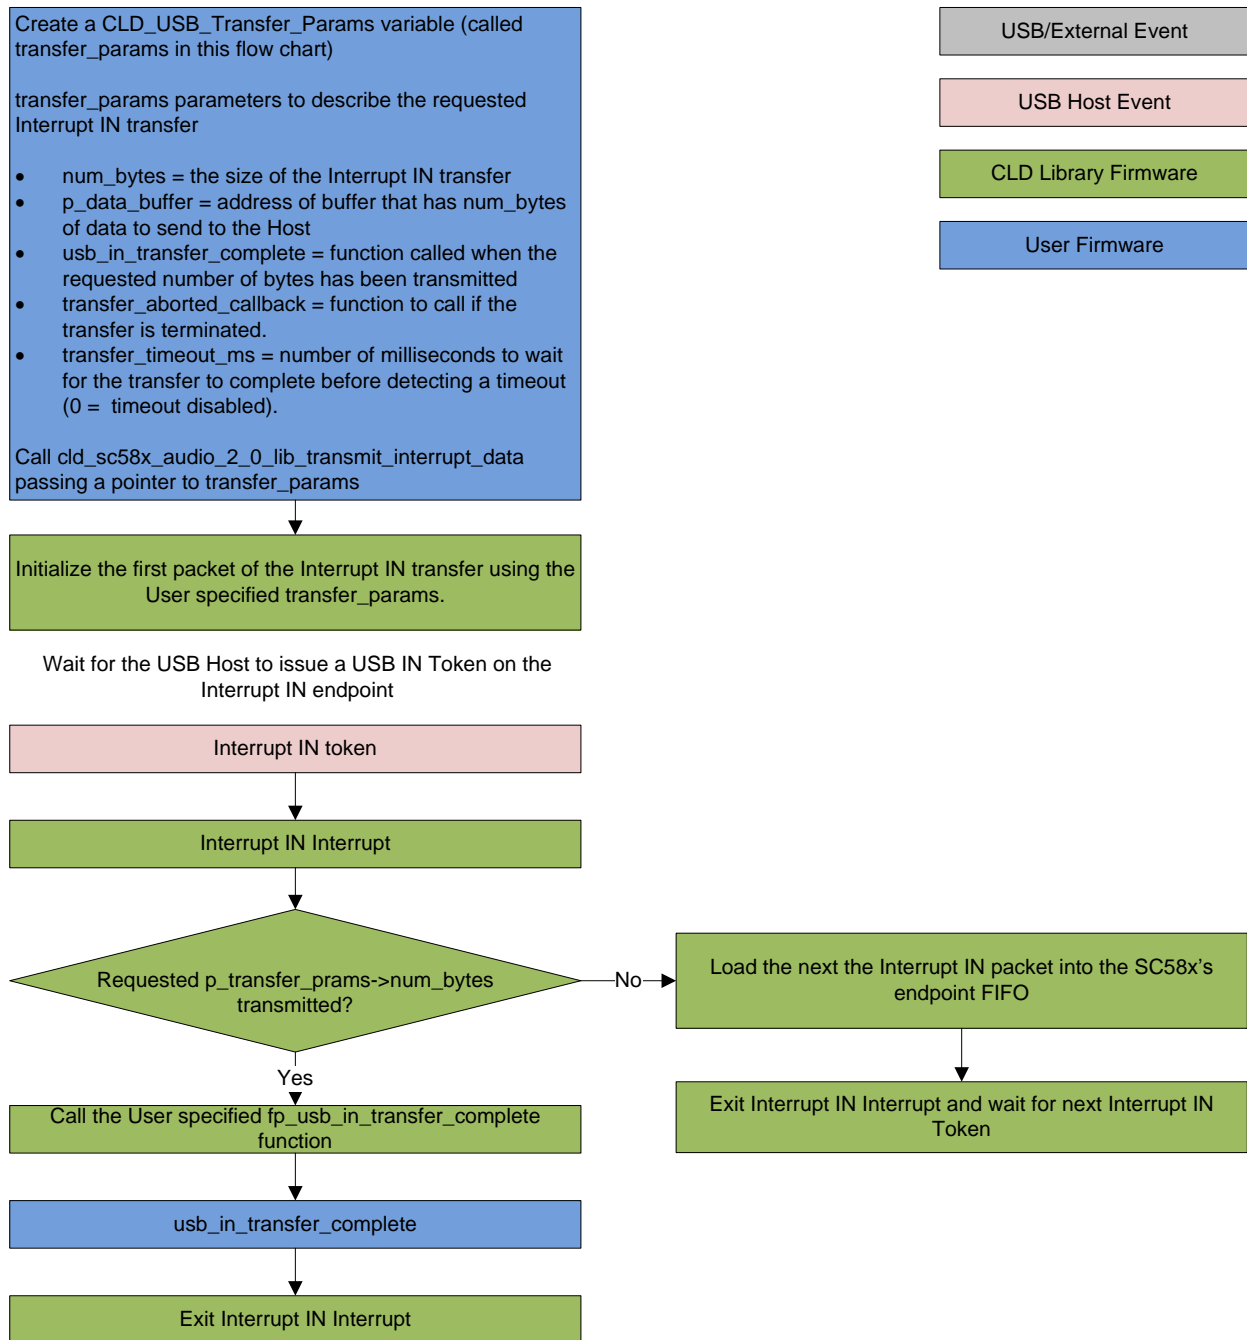 Create a CLD_USB_Transfer_Params variable (called
transfer_params in this flow chart)
transfer_params parameters to describe the requested
Interrupt IN transfer
• num_bytes = the size of the Interrupt IN transfer
• p_data_buffer = address of buffer that has num_bytes
of data to send to the Host
• usb_in_transfer_complete = function called when the
requested number of bytes has been transmitted
• transfer_aborted_callback = function to call if the
transfer is terminated.
• transfer_timeout_ms = number of milliseconds to wait
for the transfer to complete before detecting a timeout
(0 = timeout disabled).
Call cld_sc58x_audio_2_0_lib_transmit_interrupt_data
passing a pointer to transfer_params
USB/External Event
USB Host Event
CLD Library Firmware
User Firmware
Initialize the first packet of the Interrupt IN transfer using the
User specified transfer_params.
Wait for the USB Host to issue a USB IN Token on the
Interrupt IN endpoint
Interrupt IN token
Interrupt IN Interrupt
Requested p_transfer_prams->num_bytes
transmitted?
No
Load the next the Interrupt IN packet into the SC58x's
endpoint FIFO
Exit Interrupt IN Interrupt and wait for next Interrupt IN
Token
Yes
Call the User specified fp_usb_in_transfer_complete
function
usb_in_transfer_complete
Exit Interrupt IN Interrupt